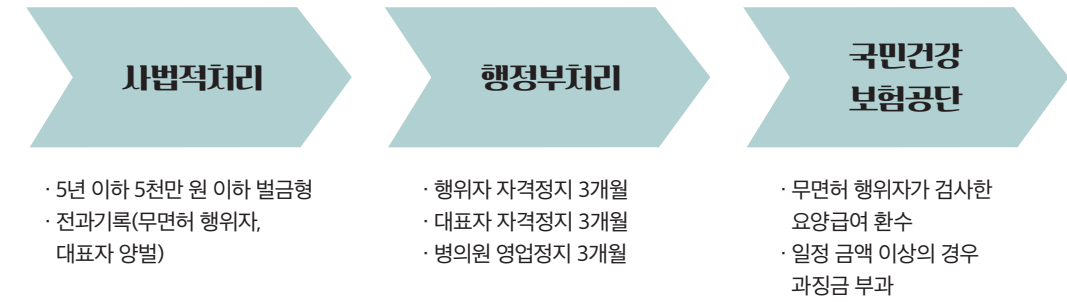 사법적처리
· 5년 이하 5천만 원 이하 벌금형
· 전과기록(무면허 행위자,
대표자 양벌)
행정부처리
· 행위자 자격정지 3개월
· 대표자 자격정지 3개월
· 병의원 영업정지 3개월
국민건강
보험공단
· 무면허 행위자가 검사한
요양급여 환수
· 일정 금액 이상의 경우
과징금 부과